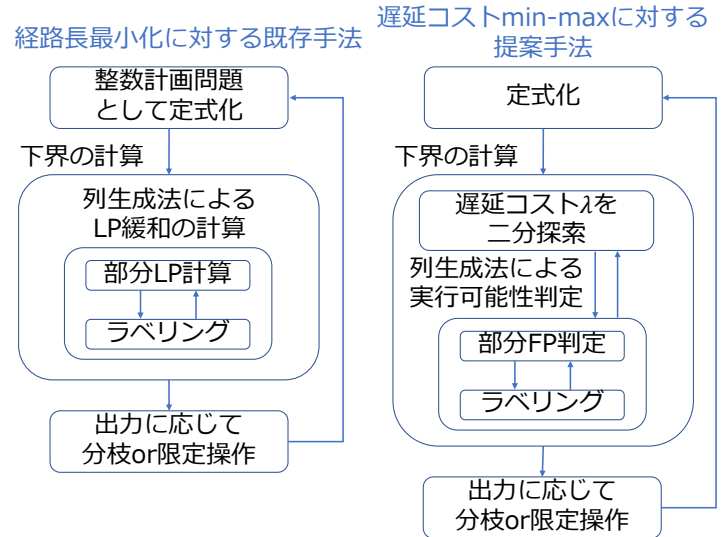 経路長最小化に対する既存手法
整数計画問題
として定式化
下界の計算
列生成法による
LP緩和の計算
部分LP計算
ラベリング
出力に応じて
分枝or限定操作
遅延コストmin-maxに対する
提案手法
定式化
下界の計算
遅延コストλを
二分探索
列生成法による
実行可能性判定
部分FP判定
ラベリング
出力に応じて
分枝or限定操作